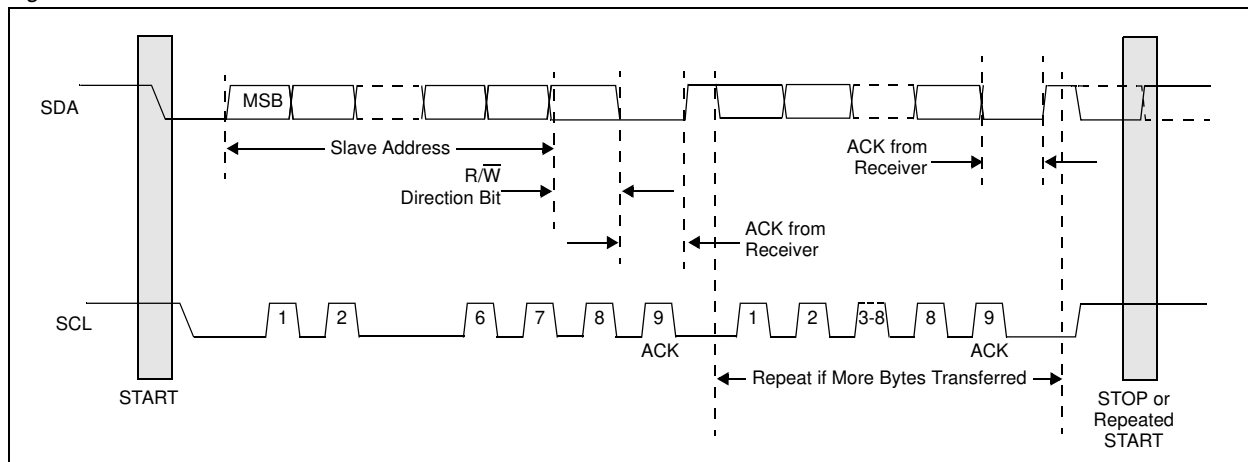 SDA
MSB
Slave Address
R/W̅
Direction Bit
ACK from
Receiver
ACK from
Receiver
SCL
1 2 6 7 8 9 1 2 3-8 8 9
ACK ACK
Repeat if More Bytes Transferred
START
STOP or
Repeated
START